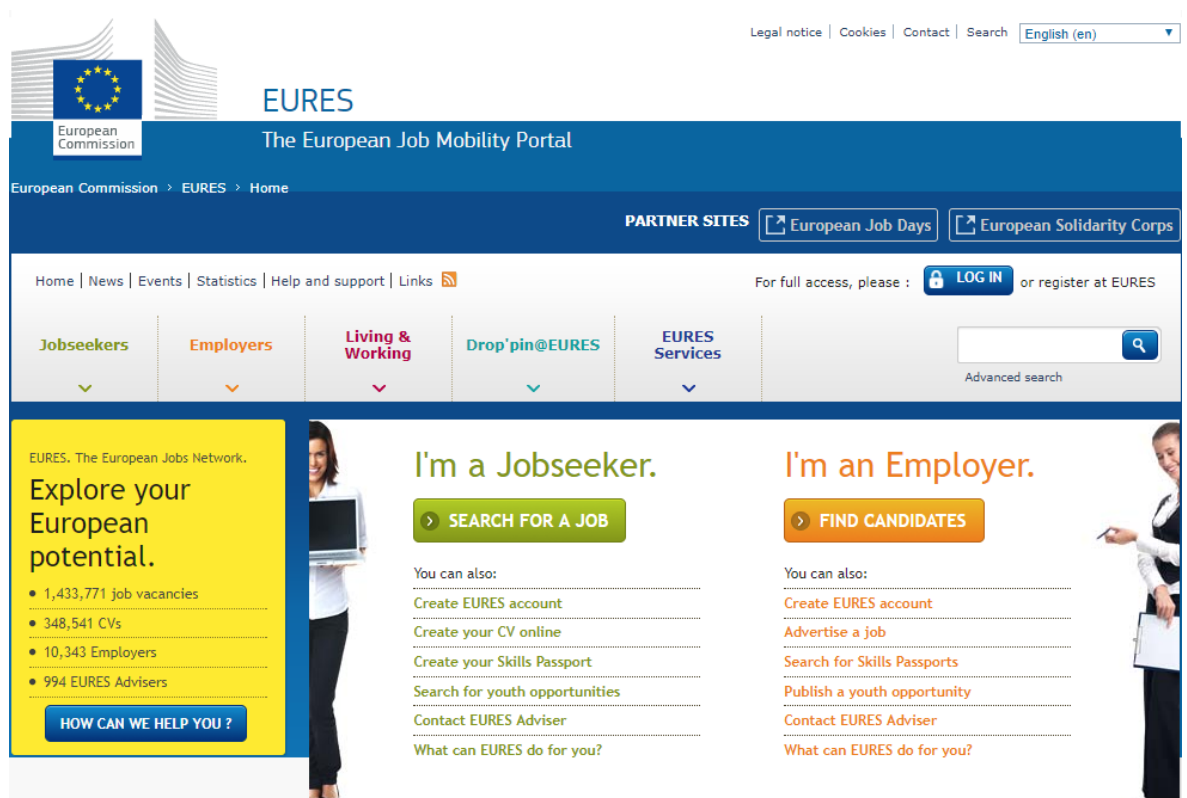 Legal notice | Cookies | Contact | Search English (en)
European
Commission
EURES
The European Job Mobility Portal
European Commission > EURES > Home
PARTNER SITES European Job Days European Solidarity Corps
Home | News | Events | Statistics | Help and support | Links
For full access, please : LOG IN or register at EURES
Jobseekers
Employers
Living &
Working
Drop'pin@EURES
EURES
Services
Advanced search
EURES. The European Jobs Network.
Explore your
European
potential.
• 1,433,771 job vacancies
• 348,541 CVs
• 10,343 Employers
• 994 EURES Advisers
HOW CAN WE HELP YOU ?
I'm a Jobseeker.
SEARCH FOR A JOB
You can also:
Create EURES account
Create your CV online
Create your Skills Passport
Search for youth opportunities
Contact EURES Adviser
What can EURES do for you?
I'm an Employer.
FIND CANDIDATES
You can also:
Create EURES account
Advertise a job
Search for Skills Passports
Publish a youth opportunity
Contact EURES Adviser
What can EURES do for you?